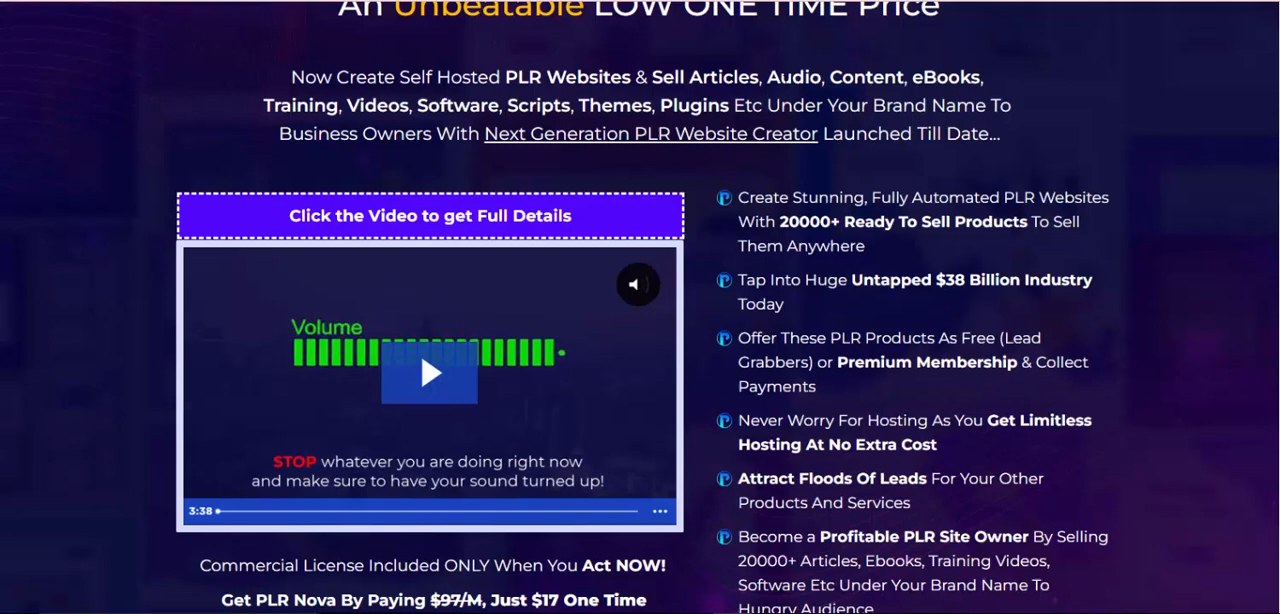 An Unbeatable LOW ONE TIME Price
Now Create Self Hosted PLR Websites & Sell Articles, Audio, Content, eBooks,
Training, Videos, Software, Scripts, Themes, Plugins Etc Under Your Brand Name To
Business Owners With Next Generation PLR Website Creator Launched Till Date...
Click the Video to get Full Details
Volume
STOP whatever you are doing right now
and make sure to have your sound turned up!
3:38
Commercial License Included ONLY When You Act NOW!
Get PLR Nova By Paying $97/M, Just $17 One Time
Create Stunning, Fully Automated PLR Websites
With 20000+ Ready To Sell Products To Sell
Them Anywhere
Tap Into Huge Untapped $38 Billion Industry
Today
Offer These PLR Products As Free (Lead
Grabbers) or Premium Membership & Collect
Payments
Never Worry For Hosting As You Get Limitless
Hosting At No Extra Cost
Attract Floods Of Leads For Your Other
Products And Services
Become a Profitable PLR Site Owner By Selling
20000+ Articles, Ebooks, Training Videos,
Software Etc Under Your Brand Name To
Hungry Audience